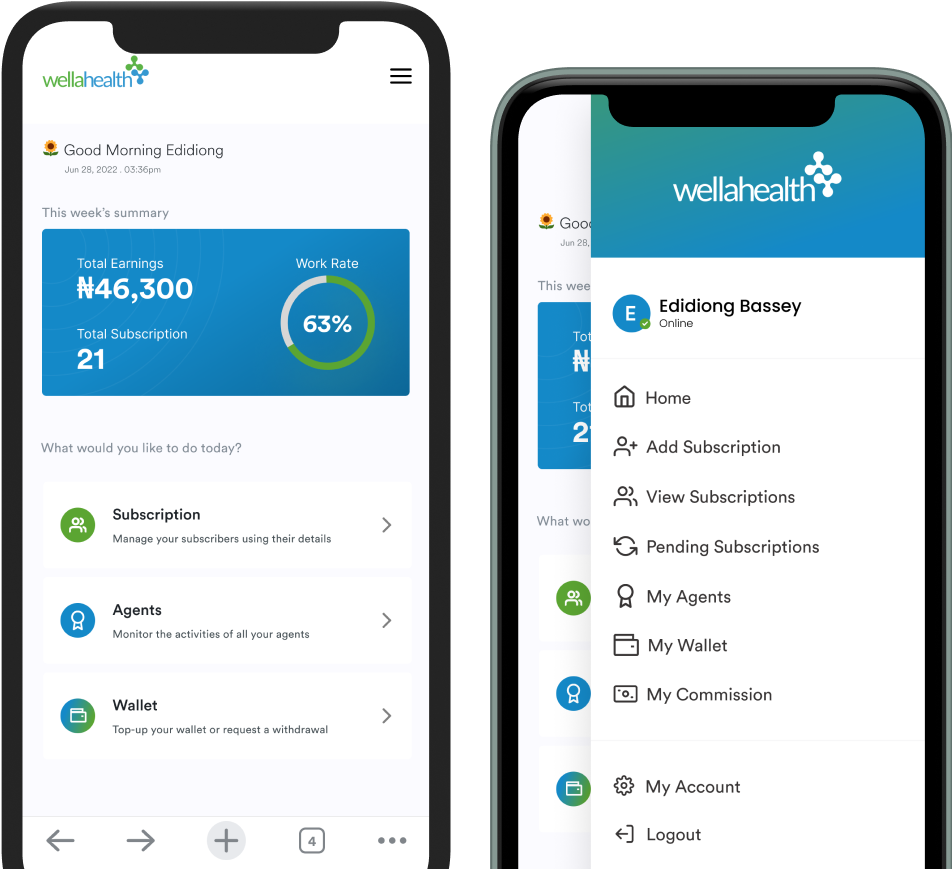 wellahealth
Good Morning Edidiong
Jun 28, 2022 . 03:36pm
This week's summary
Total Earnings
₦46,300
Total Subscription
21
Work Rate
63%
What would you like to do today?
Subscription
Manage your subscribers using their details
Agents
Monitor the activities of all your agents
Wallet
Top-up your wallet or request a withdrawal
4
wellahealth
Good
Jun 28,
This wee
Tot
₦
Tot
2
What wo
E
Edidiong Bassey
Online
Home
Add Subscription
View Subscriptions
Pending Subscriptions
My Agents
My Wallet
My Commission
My Account
Logout